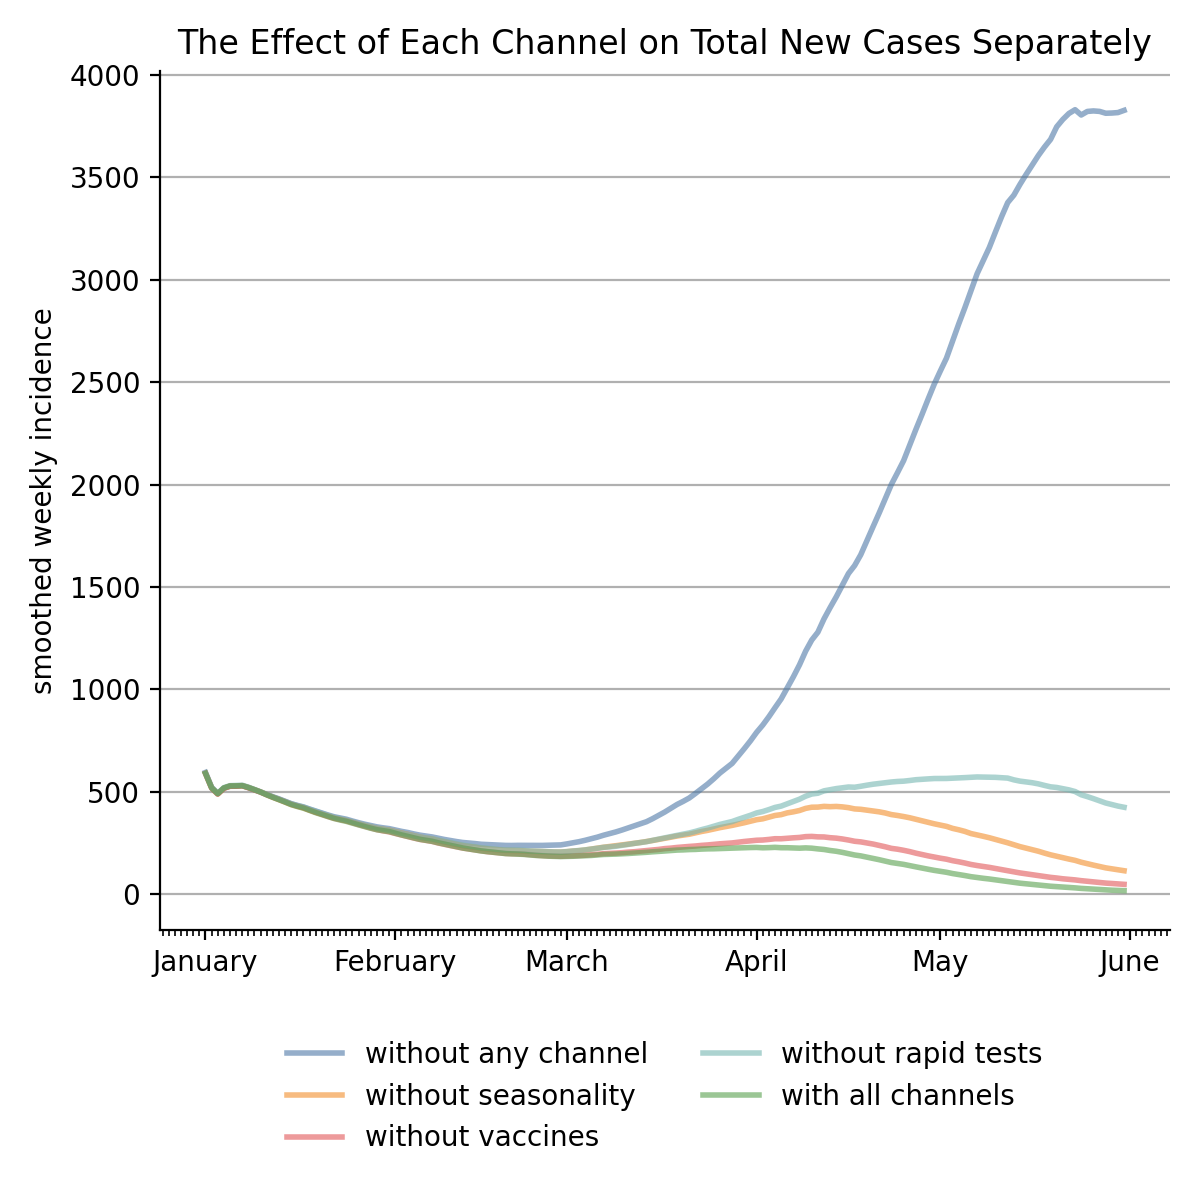 The Effect of Each Channel on Total New Cases Separately
smoothed weekly incidence
4000
3500
3000
2500
2000
1500
1000
500
0
January February March April May June
without any channel
without seasonality
without vaccines
without rapid tests
with all channels